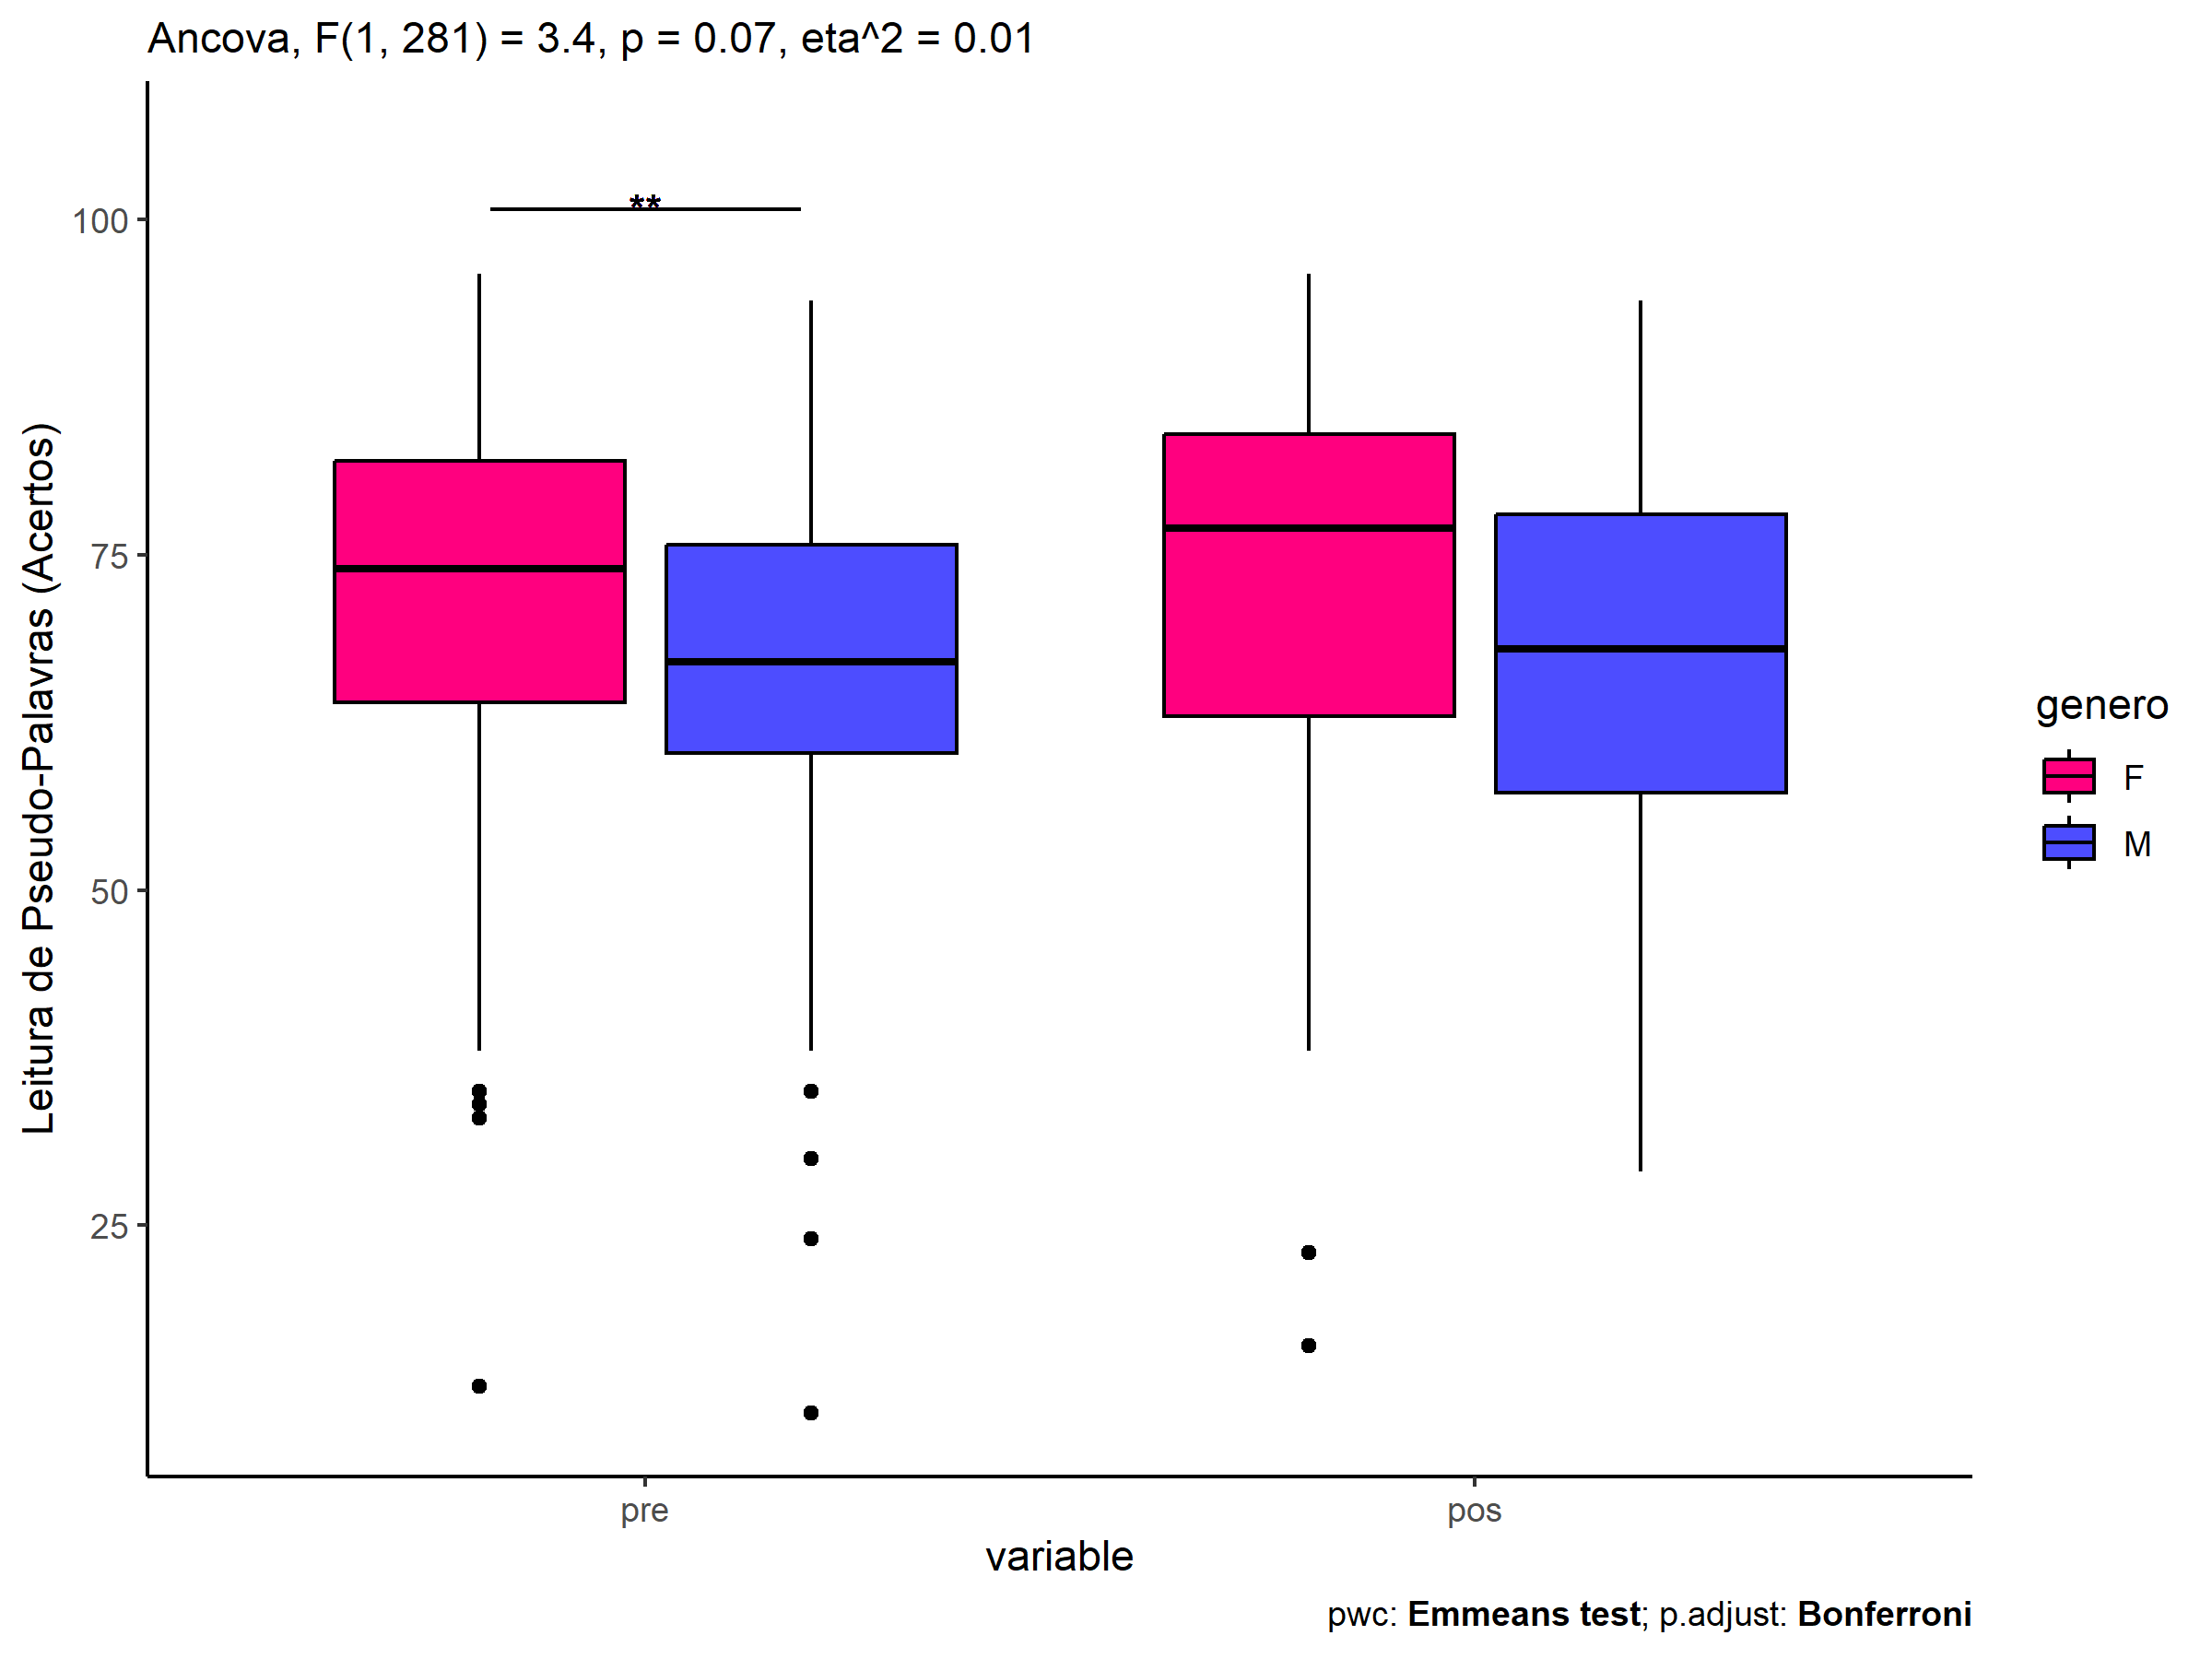 Ancova, F(1, 281) = 3.4, p = 0.07, eta^2 = 0.01
Leitura de Pseudo-Palavras (Acertos)
100
75
50
25
**
pre
pos
variable
genero
F
M
pwc: Emmeans test; p.adjust: Bonferroni